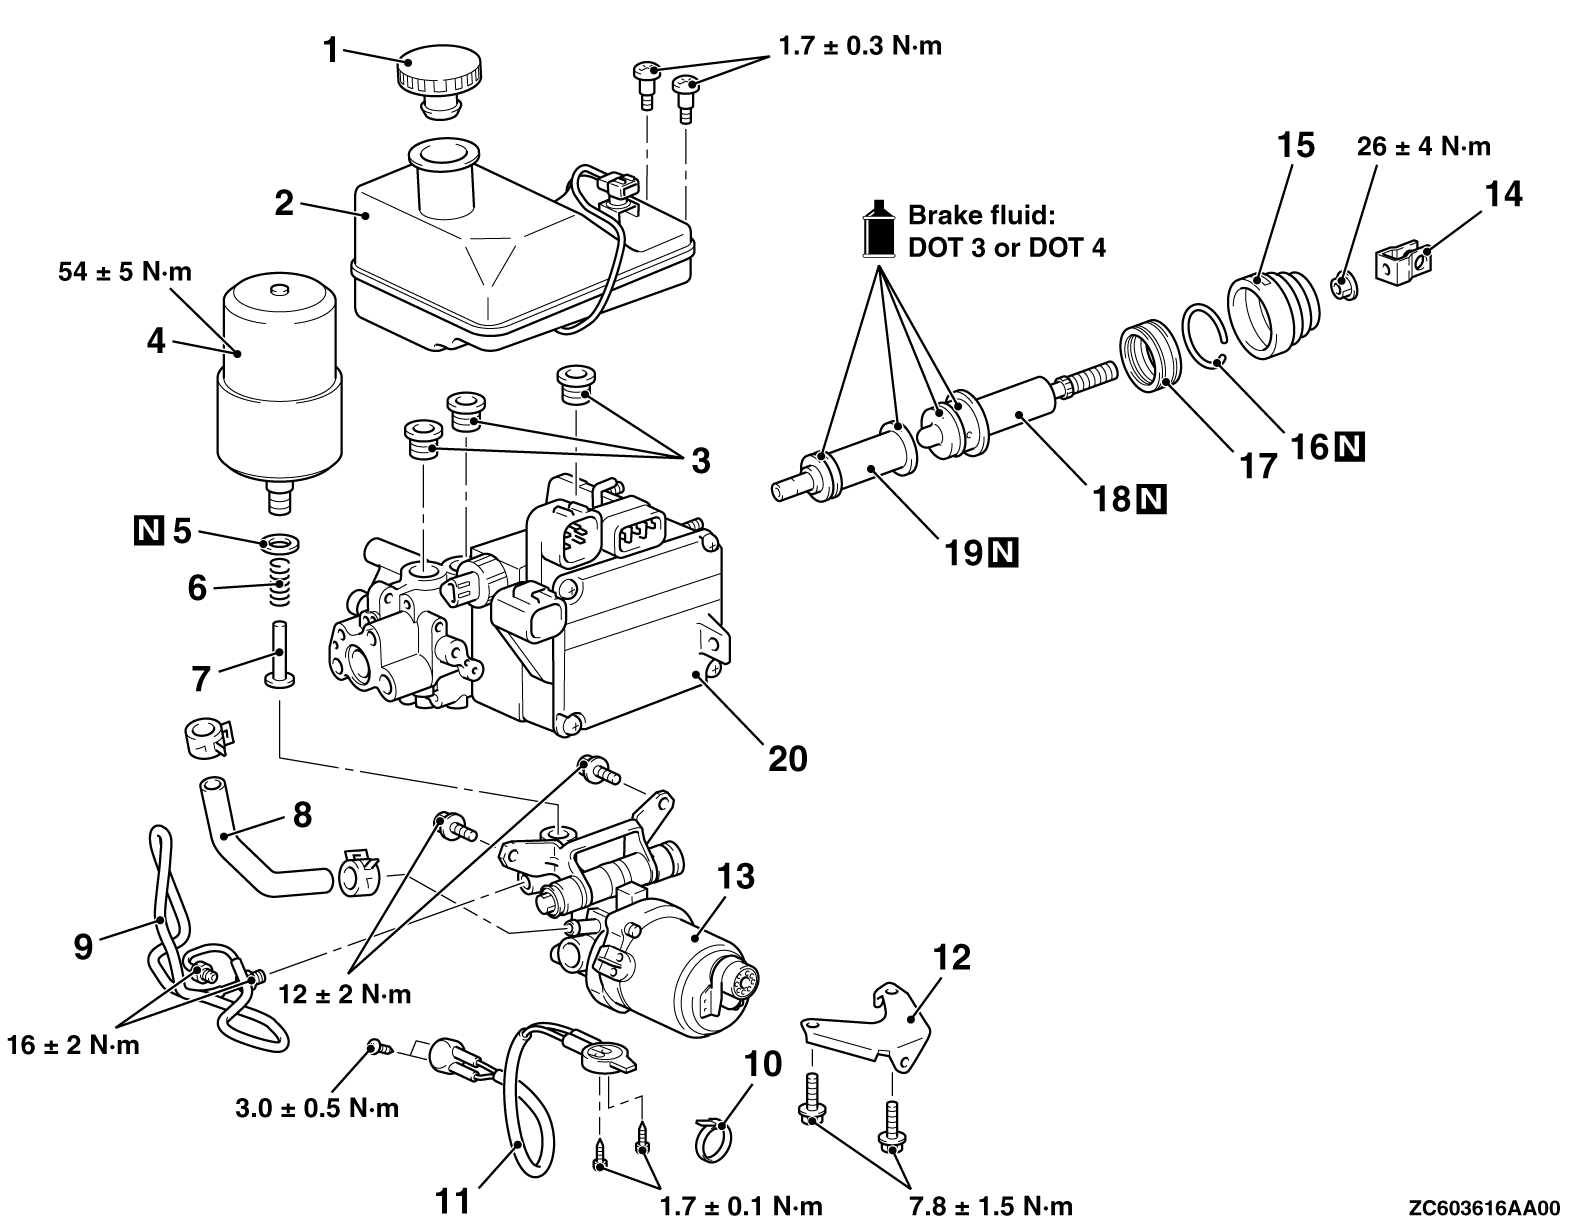 1
1.7 ± 0.3 N·m
15
26 ± 4 N·m
14
2
Brake fluid:
DOT 3 or DOT 4
54 ± 5 N·m
4
3
16 N
17
18 N
19 N
N 5
6
7
20
8
13
9
12
12 ± 2 N·m
16 ± 2 N·m
10
3.0 ± 0.5 N·m
11
1.7 ± 0.1 N·m
7.8 ± 1.5 N·m
ZC603616AA00